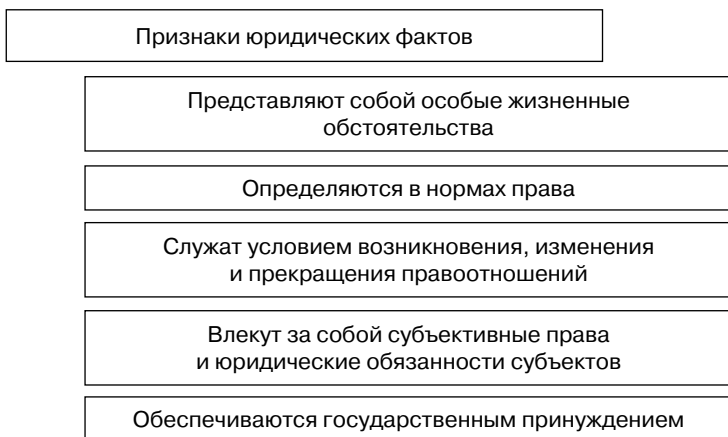 Признаки юридических фактов
Представляют собой особые жизненные
обстоятельства
Определяются в нормах права
Служат условием возникновения, изменения
и прекращения правоотношений
Влекут за собой субъективные права
и юридические обязанности субъектов
Обеспечиваются государственным принуждением